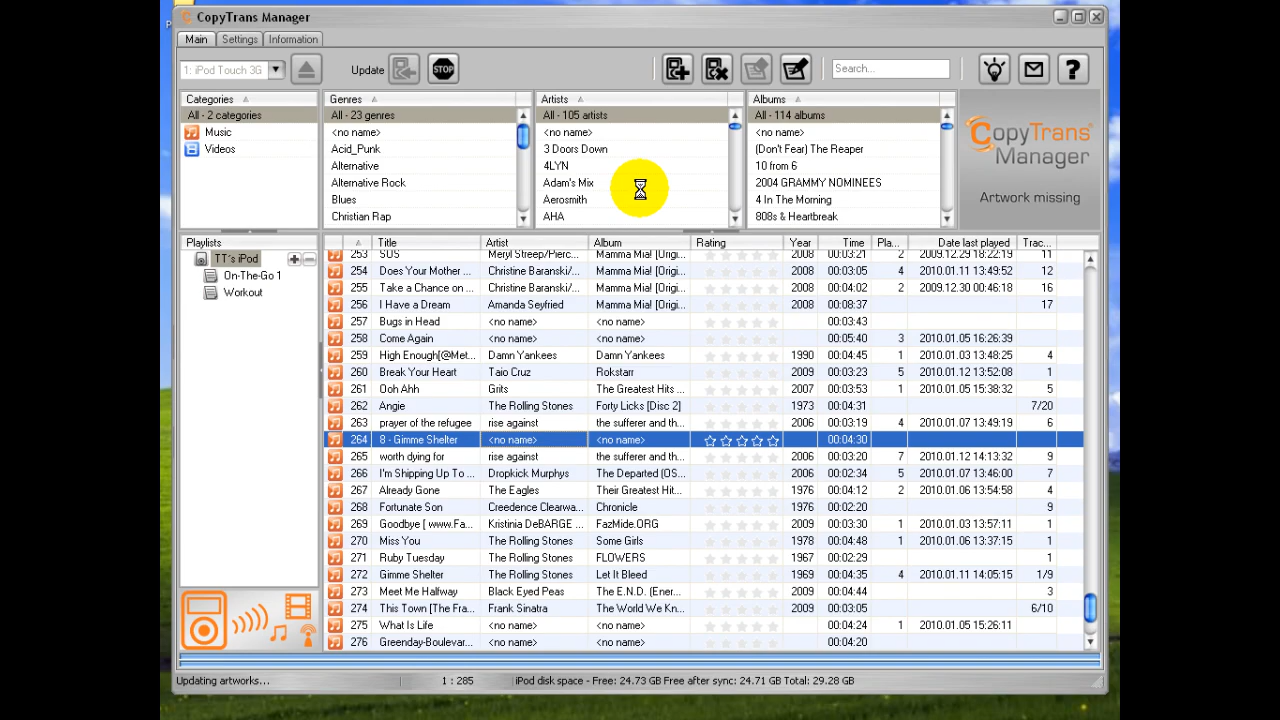 CopyTrans Manager
Main Settings Information
1: iPod Touch 3G Update STOP Search... ?
Categories Genres Artists Albums
All - 2 categories All - 23 genres All - 105 artists All - 114 albums
Music <no name> <no name> <no name>
Videos Acid_Punk 3 Doors Down (Don't Fear) The Reaper
Alternative 4LYN 10 from 6
Alternative Rock Adam's Mix 2004 GRAMMY NOMINEES
Blues Aerosmith 4 In The Morning
Christian Rap AHA 808s & Heartbreak
CopyTrans
Manager
Artwork missing
Playlists
TT's iPod
On-The-Go 1
Workout
Title Artist Album Rating Year Time Pla... Date last played Trac...
253 SOS Meryl Streep/Pierc... Mamma Mia! [Origi... 2008 00:03:21 2 2009.12.29 18:22:19 11
254 Does Your Mother ... Christine Baranski/... Mamma Mia! [Origi... 2008 00:03:05 4 2010.01.11 13:49:52 12
255 Take a Chance on ... Christine Baranski/... Mamma Mia! [Origi... 2008 00:04:02 2 2009.12.30 00:46:18 16
256 I Have a Dream Amanda Seyfried Mamma Mia! [Origi... 2008 00:08:37 17
257 Bugs in Head <no name> <no name> 00:03:43
258 Come Again <no name> <no name> 00:05:40 3 2010.01.05 16:26:39
259 High Enough[@Met... Damn Yankees Damn Yankees 1990 00:04:45 1 2010.01.03 13:48:25 4
260 Break Your Heart Taio Cruz Rokstarr 2009 00:03:23 5 2010.01.12 13:52:08 1
261 Ooh Ahh Grits The Greatest Hits ... 2007 00:03:53 1 2010.01.05 15:38:32 5
262 Angie The Rolling Stones Forty Licks [Disc 2] 1973 00:04:31 7/20
263 prayer of the refugee rise against the sufferer and th... 2006 00:03:19 4 2010.01.07 13:49:19 6
264 8 - Gimme Shelter <no name> <no name> 00:04:30
265 worth dying for rise against the sufferer and th... 2006 00:03:20 7 2010.01.12 14:13:32 9
266 I'm Shipping Up To ... Dropkick Murphys The Departed [OS... 2006 00:02:34 5 2010.01.07 13:46:00 7
267 Already Gone The Eagles Their Greatest Hit... 1976 00:04:12 2 2010.01.06 13:54:58 4
268 Fortunate Son Creedence Clearwa... Chronicle 1976 00:02:20 9
269 Goodbye [ www.Fa... Kristinia DeBARGE ... FazMide.ORG 2009 00:03:30 1 2010.01.03 13:57:11 1
270 Miss You The Rolling Stones Some Girls 1978 00:04:48 1 2010.01.06 13:37:15 1
271 Ruby Tuesday The Rolling Stones FLOWERS 1967 00:02:29 1
272 Gimme Shelter The Rolling Stones Let It Bleed 1969 00:04:35 4 2010.01.11 14:05:15 1/9
273 Meet Me Halfway Black Eyed Peas The E.N.D. (Ener... 2009 00:04:44 3
274 This Town [The Fra... Frank Sinatra The World We Kn... 2009 00:03:05 6/10
275 What Is Life <no name> <no name> 00:04:24 1 2010.01.05 15:26:11
276 Greenday-Boulevar... <no name> <no name> 00:04:20
Updating artworks... 1 : 285 iPod disk space - Free: 24.73 GB Free after sync: 24.71 GB Total: 29.28 GB